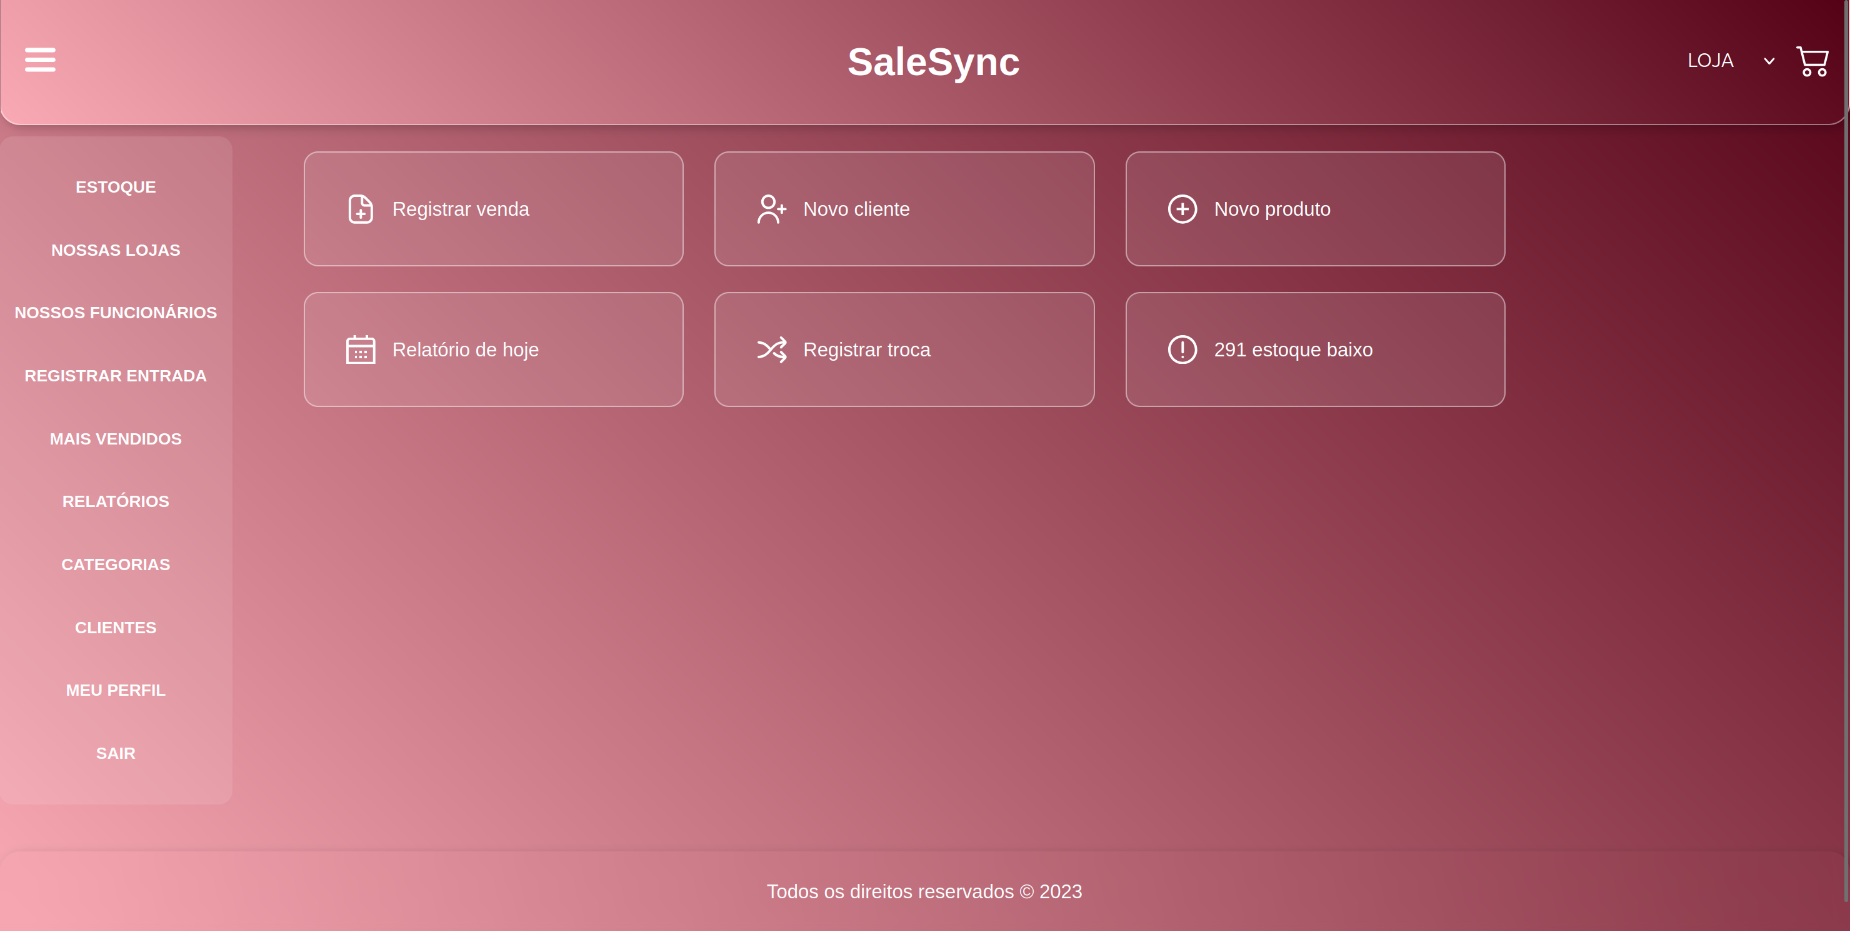 SaleSync
LOJA
ESTOQUE
NOSSAS LOJAS
NOSSOS FUNCIONÁRIOS
REGISTRAR ENTRADA
MAIS VENDIDOS
RELATÓRIOS
CATEGORIAS
CLIENTES
MEU PERFIL
SAIR
Registrar venda
Novo cliente
Novo produto
Relatório de hoje
Registrar troca
291 estoque baixo
Todos os direitos reservados © 2023